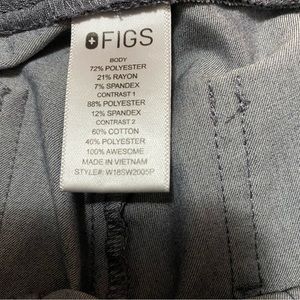 FIGS
BODY
72% POLYESTER
21% RAYON
7% SPANDEX
CONTRAST 1
88% POLYESTER
12% SPANDEX
CONTRAST 2
60% COTTON
40% POLYESTER
100% AWESOME
MADE IN VIETNAM
STYLE#: W18SW2005P